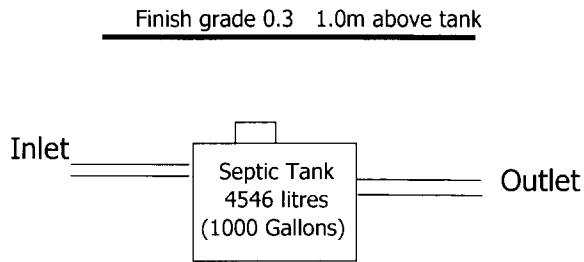 Finish grade 0.3 1.0m above tank
Inlet
Septic Tank
4546 litres
(1000 Gallons)
Outlet